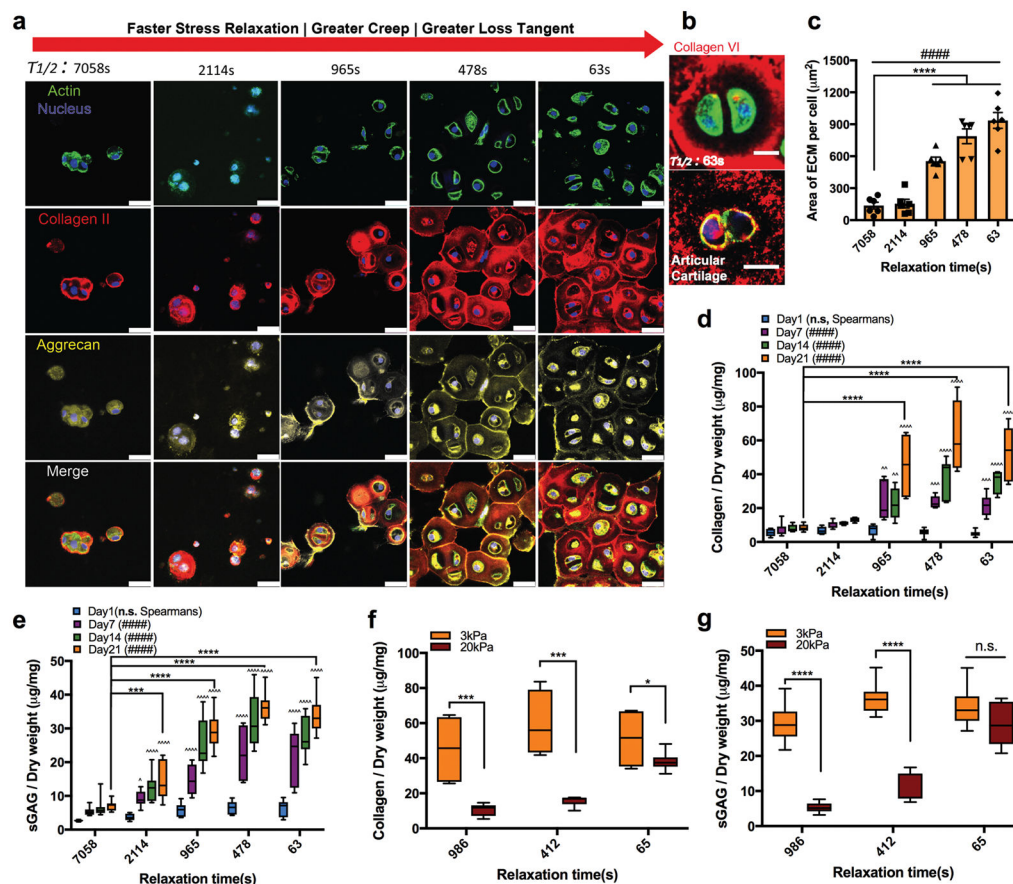 a
Faster Stress Relaxation | Greater Creep | Greater Loss Tangent
T1/2 : 7058s
2114s
965s
478s
63s
Actin
Nucleus
Collagen II
Aggrecan
Merge
b
Collagen VI
T1/2: 63s
Articular
Cartilage
c
####
****
Area of ECM per cell (μm²)
1200
900
600
300
0
7058
2114
965
478
63
Relaxation time(s)
d
Day1 (n.s, Spearmans)
Day7 (####)
Day14 (####)
Day21 (####)
****
****
****
^^^^
^^^^
^^^^
^^
^^
^^^
^^^^
^^^
^^^^
Collagen / Dry weight (μg/mg)
100
80
60
40
20
0
7058
2114
965
478
63
Relaxation time(s)
e
Day1(n.s. Spearmans)
Day7 (####)
Day14 (####)
Day21 (####)
****
****
****
***
^
^^^^
^^^^
^^^^
^^^^
^^^^
^^^^
^^^^
^^^^
^^^^
^^^^
^^^^
sGAG / Dry weight (μg/mg)
50
40
30
20
10
0
7058
2114
965
478
63
Relaxation time(s)
f
3kPa
20kPa
***
***
*
Collagen / Dry weight (μg/mg)
100
80
60
40
20
0
986
412
65
Relaxation time(s)
g
3kPa
20kPa
****
****
n.s.
sGAG / Dry weight (μg/mg)
50
40
30
20
10
0
986
412
65
Relaxation time(s)